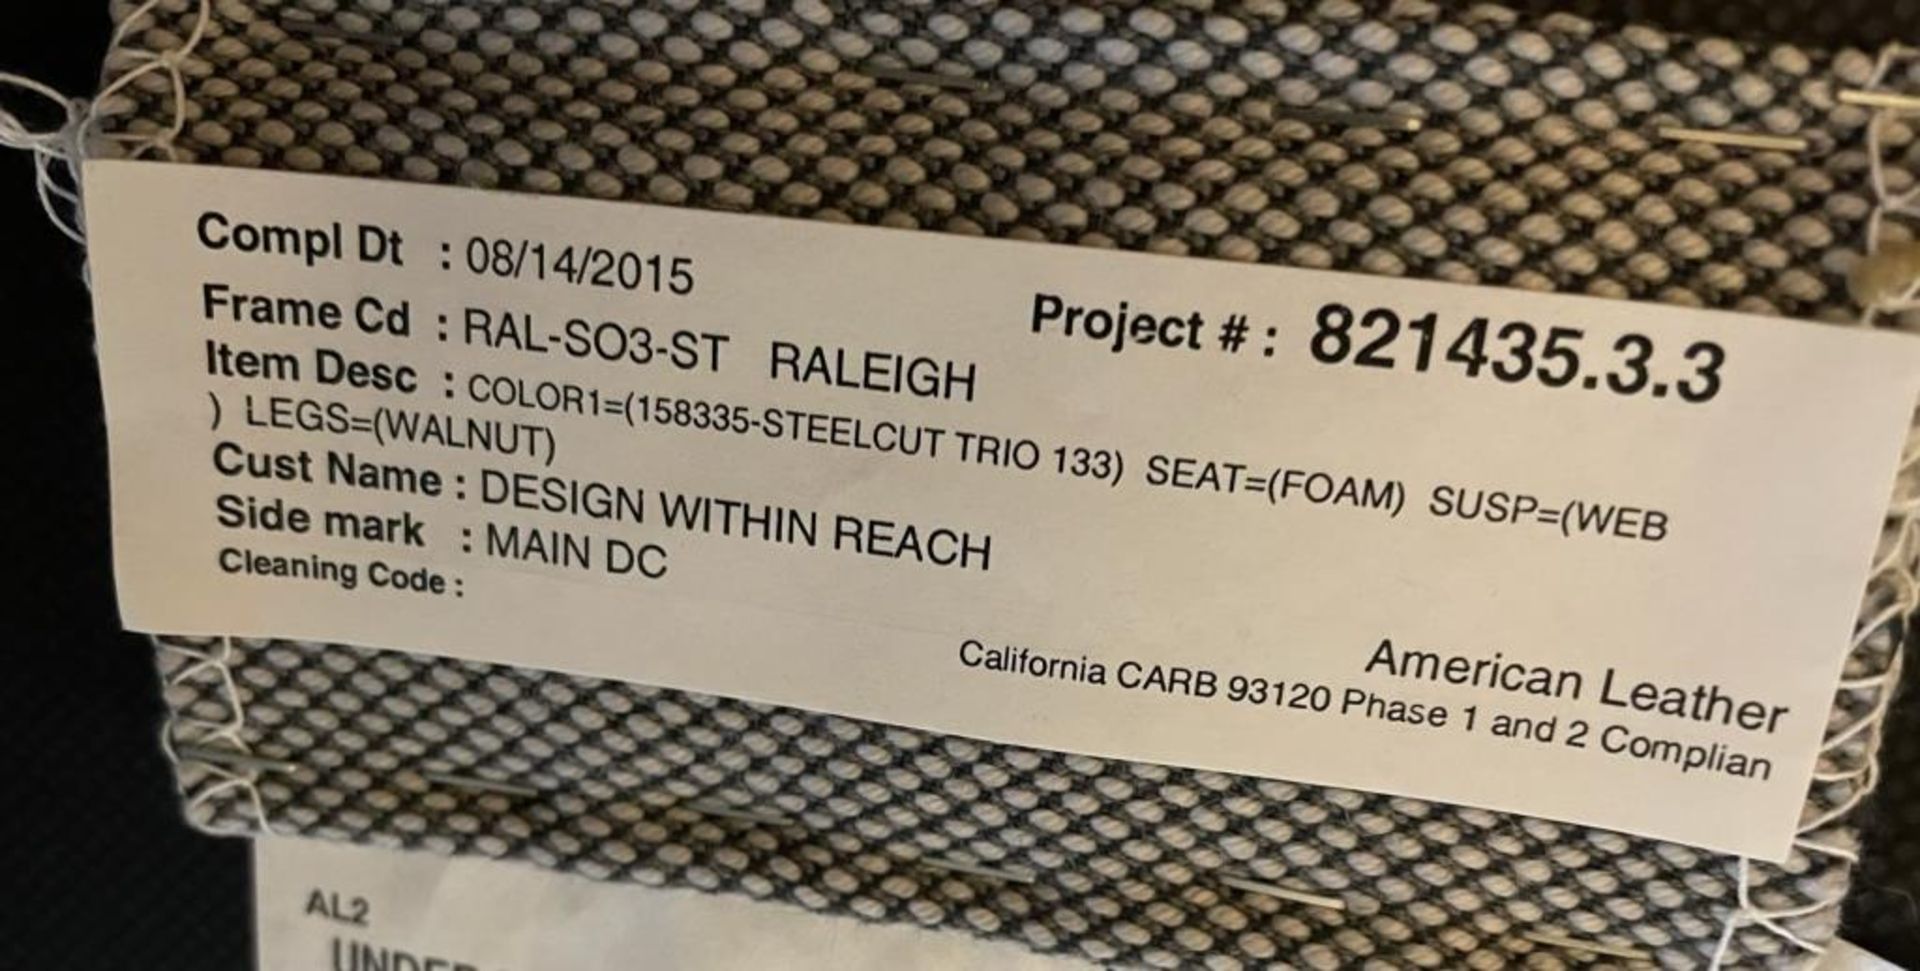 Compl Dt : 08/14/2015
Project # : 821435.3.3
Frame Cd : RAL-SO3-ST RALEIGH
Item Desc : COLOR1=(158335-STEELCUT TRIO 133) SEAT=(FOAM) SUSP=(WEB
) LEGS=(WALNUT)
Cust Name : DESIGN WITHIN REACH
Side mark : MAIN DC
Cleaning Code :
American Leather
California CARB 93120 Phase 1 and 2 Complian
AL2
UNDER